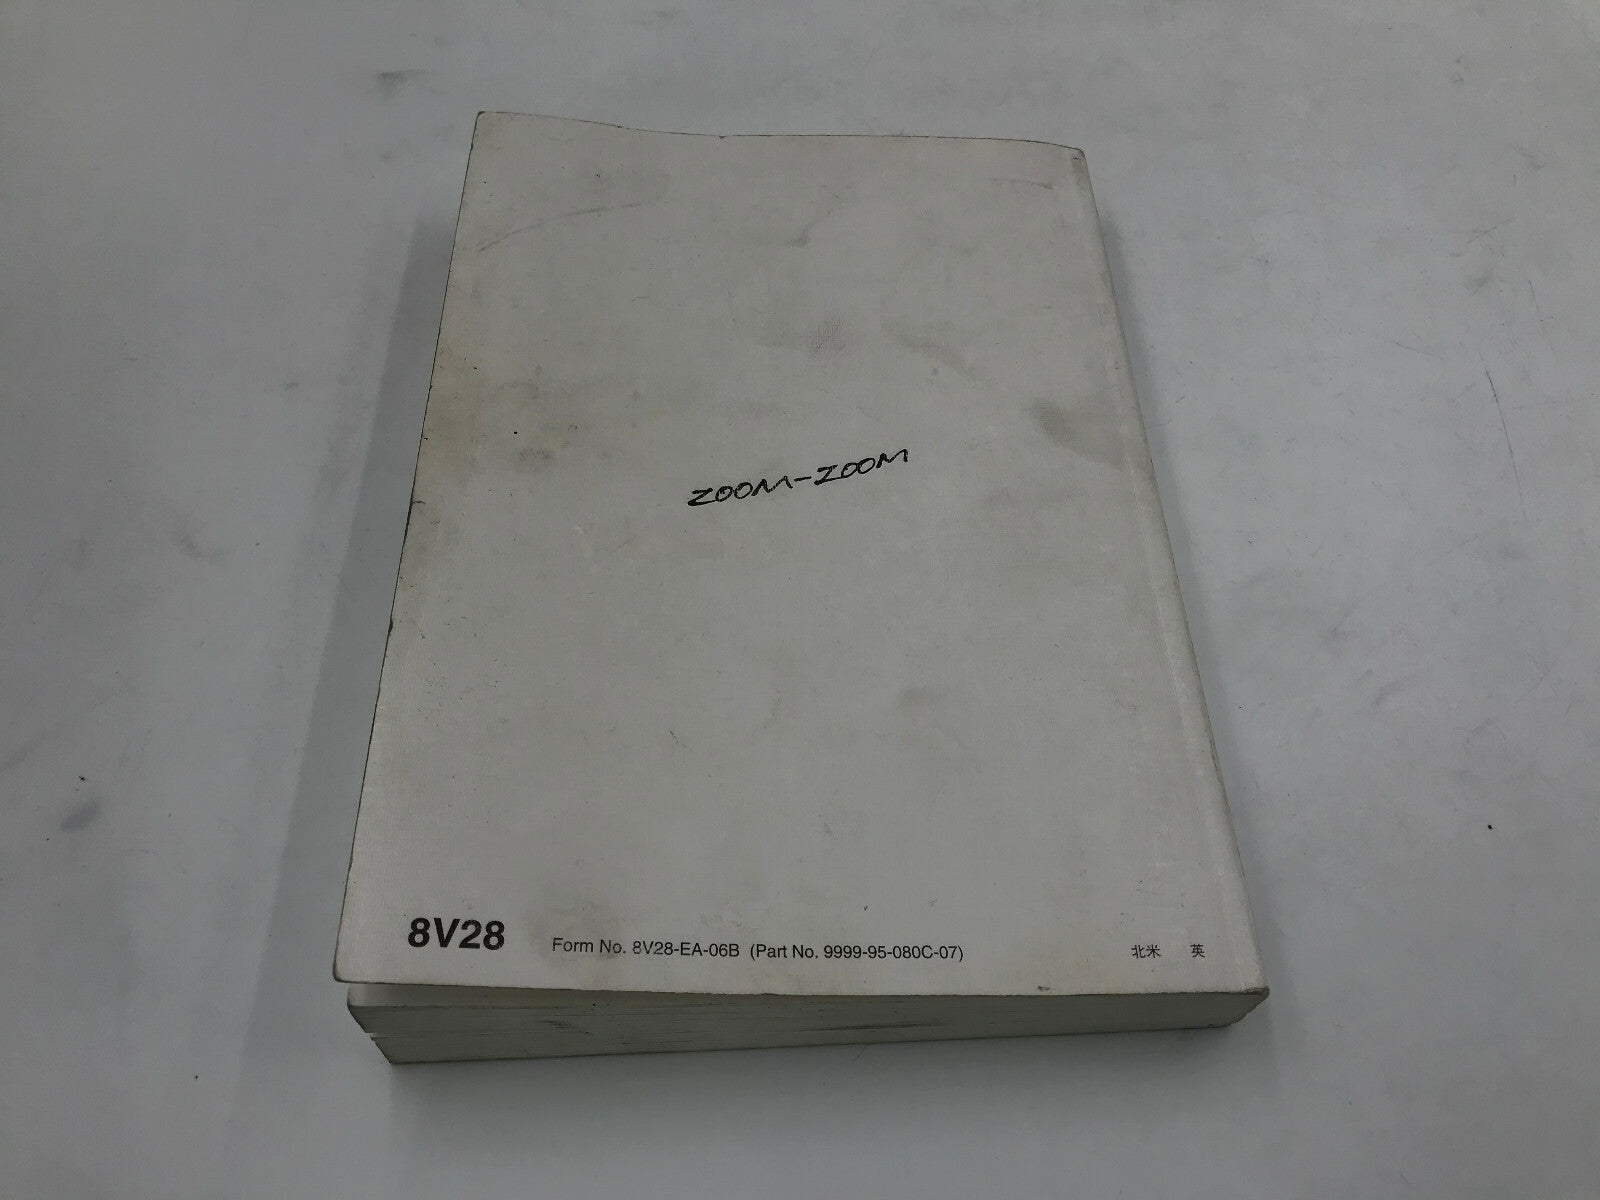 ZOOM-ZOOM
8V28 Form No. 8V28-EA-06B (Part No. 9999-95-080C-07) 北米 英